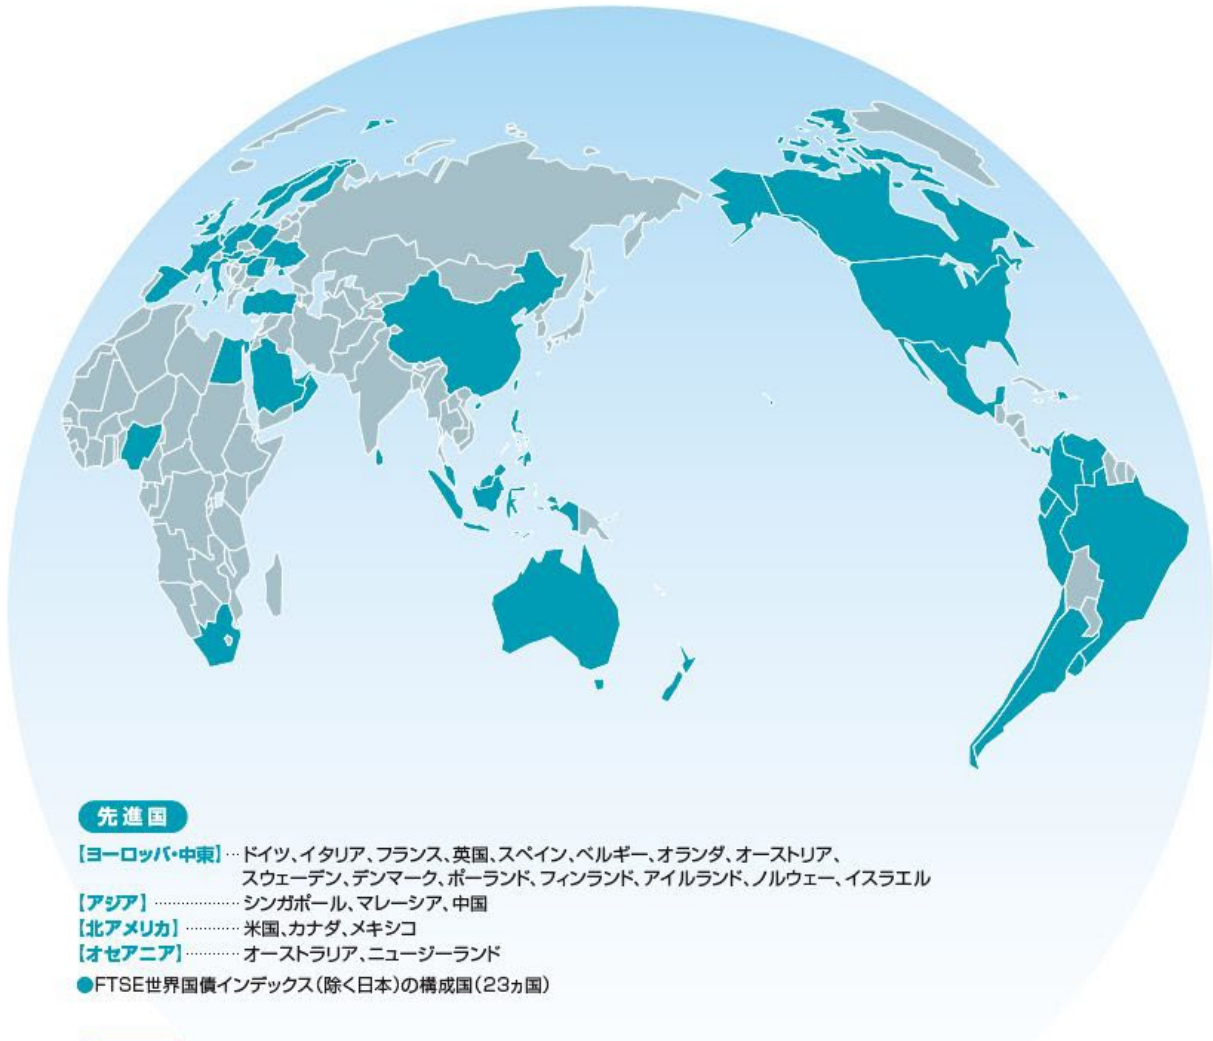 先進国
【ヨーロッパ・中東】…ドイツ、イタリア、フランス、英国、スペイン、ベルギー、オランダ、オーストリア、
スウェーデン、デンマーク、ポーランド、フィンランド、アイルランド、ノルウェー、イスラエル
【アジア】………………シンガポール、マレーシア、中国
【北アメリカ】…………米国、カナダ、メキシコ
【オセアニア】…………オーストラリア、ニュージーランド
●FTSE世界国債インデックス(除く日本)の構成国(23ヵ国)